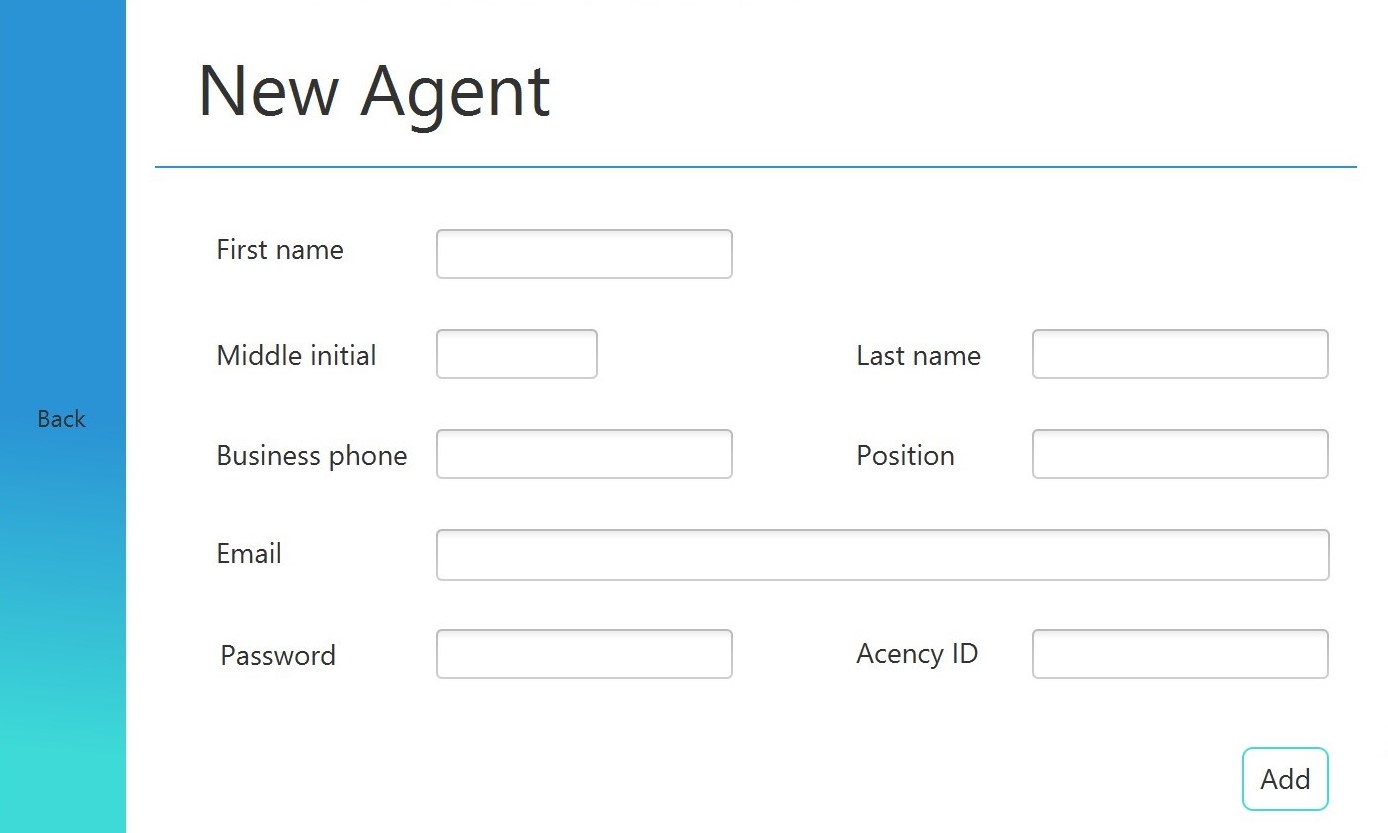 New Agent
First name
Middle initial
Last name
Back
Business phone
Position
Email
Password
Acency ID
Add